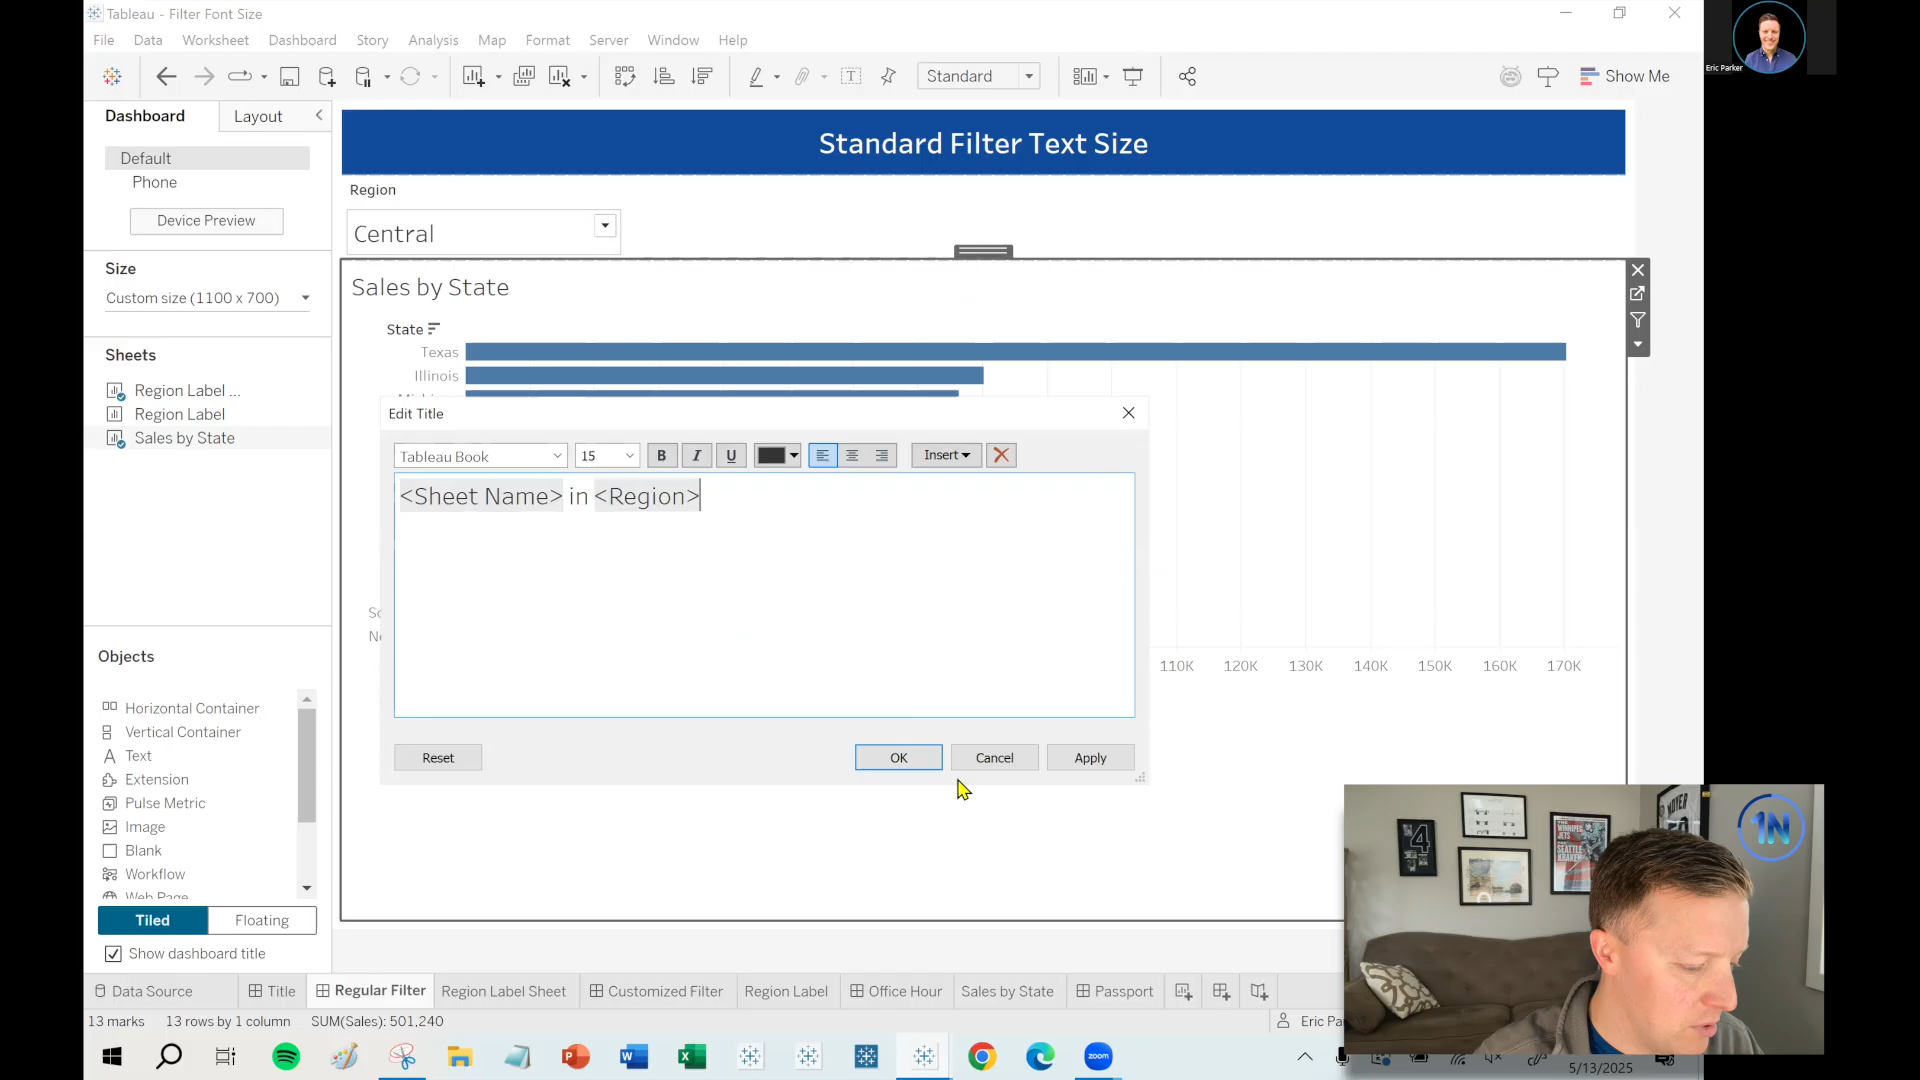 Tableau - Filter Font Size
File Data Worksheet Dashboard Story Analysis Map Format Server Window Help
Standard
Show Me
Eric Parker
Dashboard
Layout
Default
Phone
Device Preview
Size
Custom size (1100 x 700)
Sheets
Region Label ...
Region Label
Sales by State
Objects
Horizontal Container
Vertical Container
Text
Extension
Pulse Metric
Image
Blank
Workflow
Web Page
Tiled
Floating
Show dashboard title
Standard Filter Text Size
Region
Central
Sales by State
State
Texas
Illinois
Edit Title
Tableau Book
15
B I U
Insert
<Sheet Name> in <Region>
Reset
OK
Cancel
Apply
110K 120K 130K 140K 150K 160K 170K
Data Source
Title
Regular Filter
Region Label Sheet
Customized Filter
Region Label
Office Hour
Sales by State
Passport
13 marks
13 rows by 1 column
SUM(Sales): 501,240
zoom
5/13/2025
1N
4